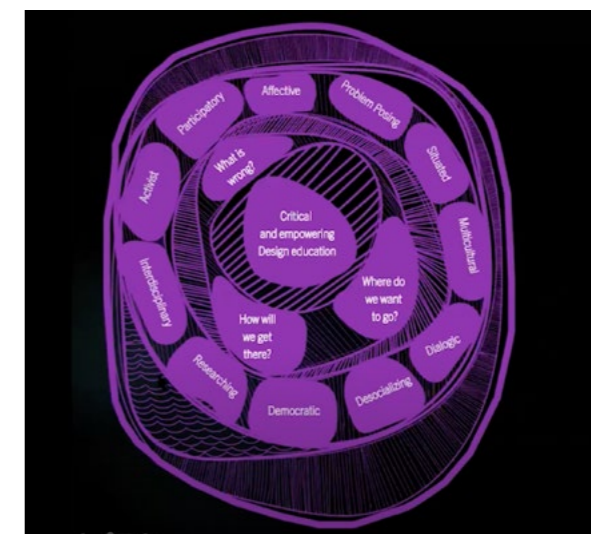 Affective
Problem Posing
Situated
Multicultural
Dialogic
Desocializing
Democratic
Researching
Interdisciplinary
Activist
Participatory
What is
wrong?
Where do
we want
to go?
How will
we get
there?
Critical
and empowering
Design education